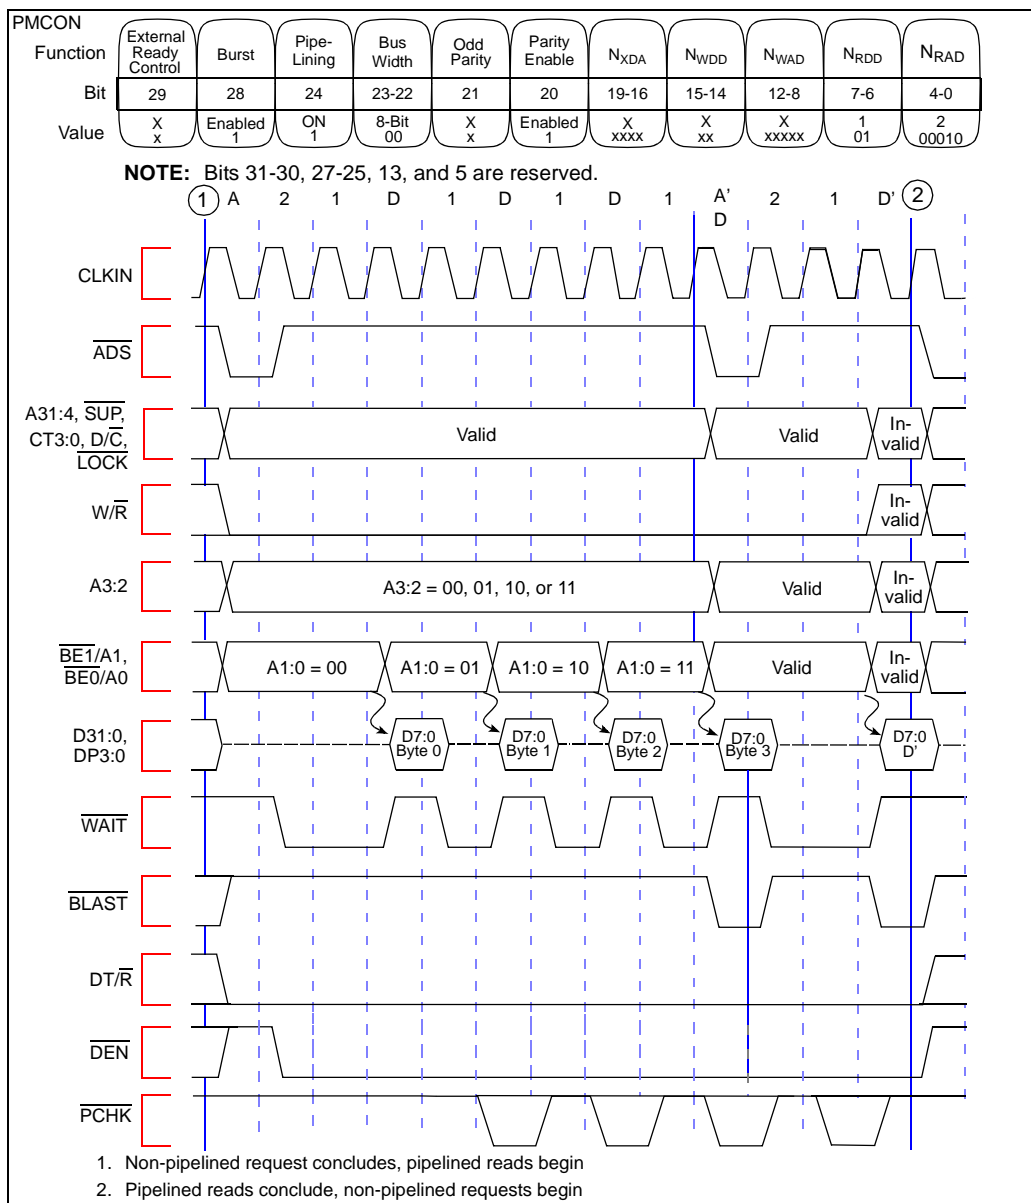 PMCON
Function External Ready Control Burst Pipe-Lining Bus Width Odd Parity Parity Enable NXDA NWDD NWAD NRDD NRAD
Bit 29 28 24 23-22 21 20 19-16 15-14 12-8 7-6 4-0
Value X x Enabled 1 ON 1 8-Bit 00 X x Enabled 1 X xxxx X xx X xxxxx 1 01 2 00010
NOTE: Bits 31-30, 27-25, 13, and 5 are reserved.
1 A 2 1 D 1 D 1 D 1 A' D 2 1 D' 2
CLKIN
ADS
A31:4, SUP,
CT3:0, D/C,
LOCK
Valid Valid In-
valid
W/R
In-
valid
A3:2
A3:2 = 00, 01, 10, or 11 Valid In-
valid
BE1/A1,
BE0/A0
A1:0 = 00 A1:0 = 01 A1:0 = 10 A1:0 = 11 Valid In-
valid
D31:0,
DP3:0
D7:0 Byte 0 D7:0 Byte 1 D7:0 Byte 2 D7:0 Byte 3 D7:0 D'
WAIT
BLAST
DT/R
DEN
PCHK
1. Non-pipelined request concludes, pipelined reads begin
2. Pipelined reads conclude, non-pipelined requests begin